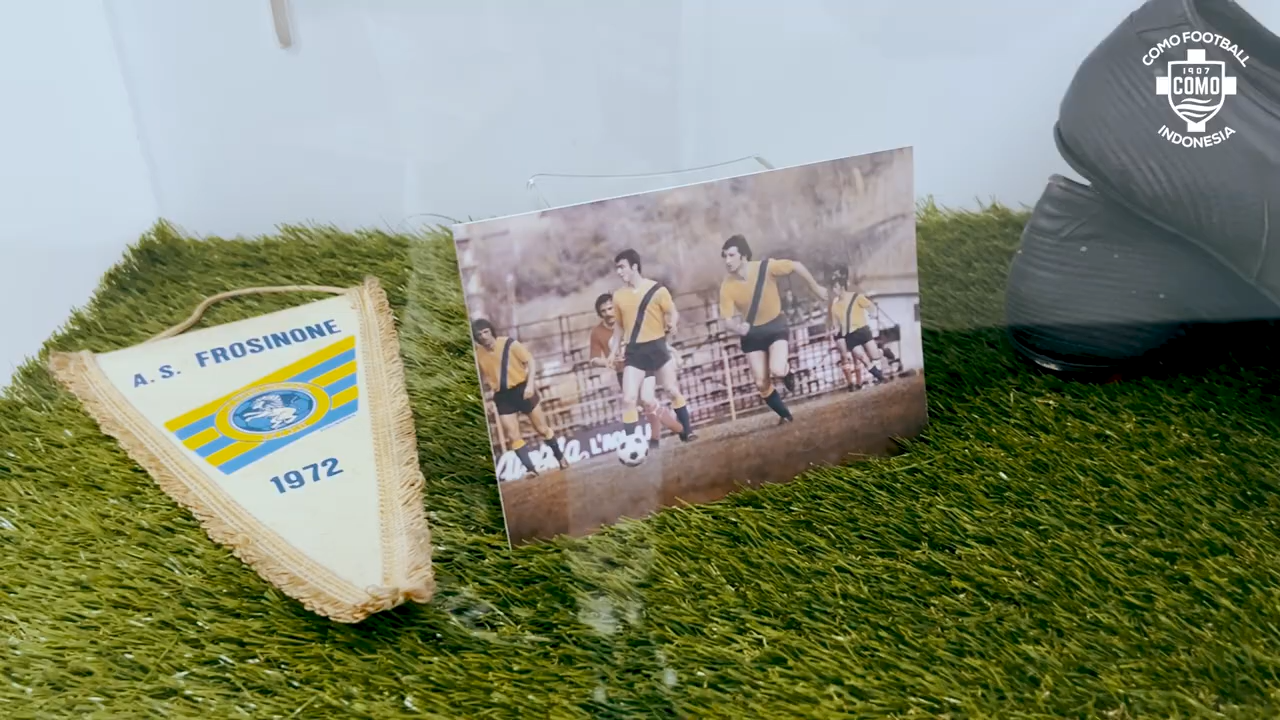 COMO FOOTBALL
1907
COMO
INDONESIA
A.S. FROSINONE
1972